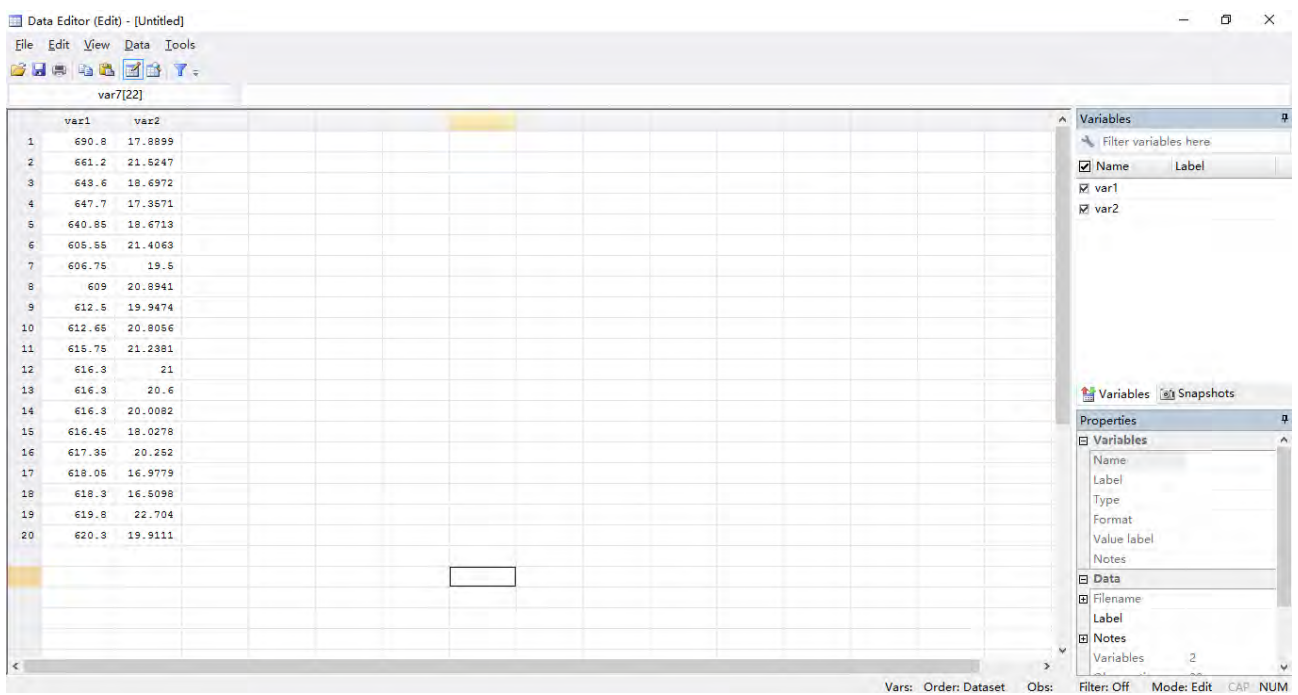 Data Editor (Edit) - [Untitled]
File Edit View Data Tools
var7[22]
var1 var2
1 690.8 17.8899
2 661.2 21.5247
3 643.6 18.6972
4 647.7 17.3571
5 640.85 18.6713
6 605.55 21.4063
7 606.75 19.5
8 609 20.8941
9 612.5 19.9474
10 612.65 20.8056
11 615.75 21.2381
12 616.3 21
13 616.3 20.6
14 616.3 20.0082
15 616.45 18.0278
16 617.35 20.252
17 618.05 16.9779
18 618.3 16.5098
19 619.8 22.704
20 620.3 19.9111
Variables
Filter variables here
Name Label
var1
var2
Variables Snapshots
Properties
Variables
Name
Label
Type
Format
Value label
Notes
Data
Filename
Label
Notes
Variables 2
Vars: Order: Dataset Obs: Filter: Off Mode: Edit CAP NUM